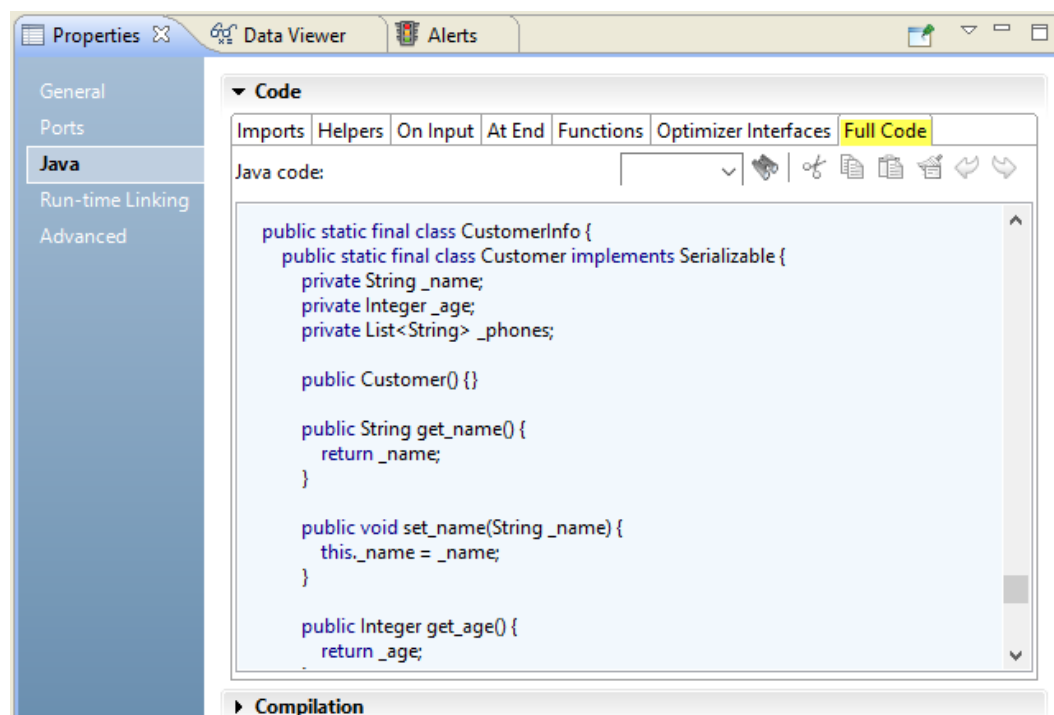 Properties Data Viewer Alerts
General
Ports
Java
Run-time Linking
Advanced
Code
Imports Helpers On Input At End Functions Optimizer Interfaces Full Code
Java code:
public static final class CustomerInfo {
public static final class Customer implements Serializable {
private String _name;
private Integer _age;
private List<String> _phones;
public Customer() {}
public String get_name() {
return _name;
}
public void set_name(String _name) {
this._name = _name;
}
public Integer get_age() {
return _age;
Compilation